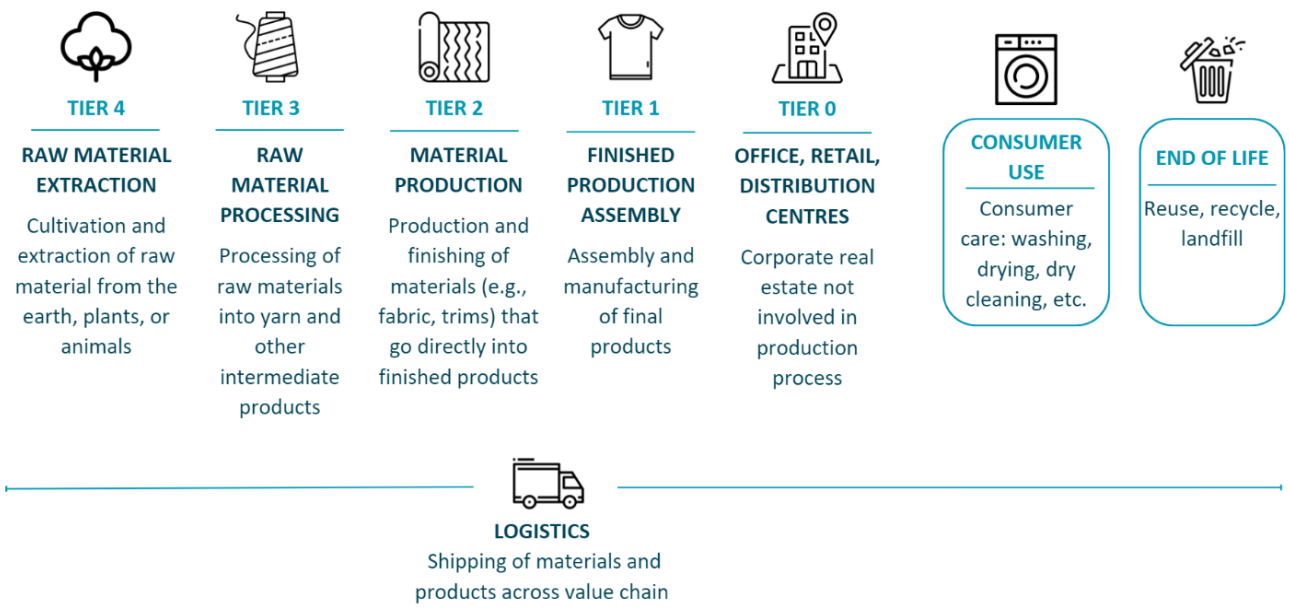 TIER 4
RAW MATERIAL
EXTRACTION
Cultivation and
extraction of raw
material from the
earth, plants, or
animals
TIER 3
RAW
MATERIAL
PROCESSING
Processing of
raw materials
into yarn and
other
intermediate
products
TIER 2
MATERIAL
PRODUCTION
Production and
finishing of
materials (e.g.,
fabric, trims) that
go directly into
finished products
TIER 1
FINISHED
PRODUCTION
ASSEMBLY
Assembly and
manufacturing
of final
products
TIER 0
OFFICE, RETAIL,
DISTRIBUTION
CENTRES
Corporate real
estate not
involved in
production
process
CONSUMER
USE
Consumer
care: washing,
drying, dry
cleaning, etc.
END OF LIFE
Reuse, recycle,
landfill
LOGISTICS
Shipping of materials and
products across value chain